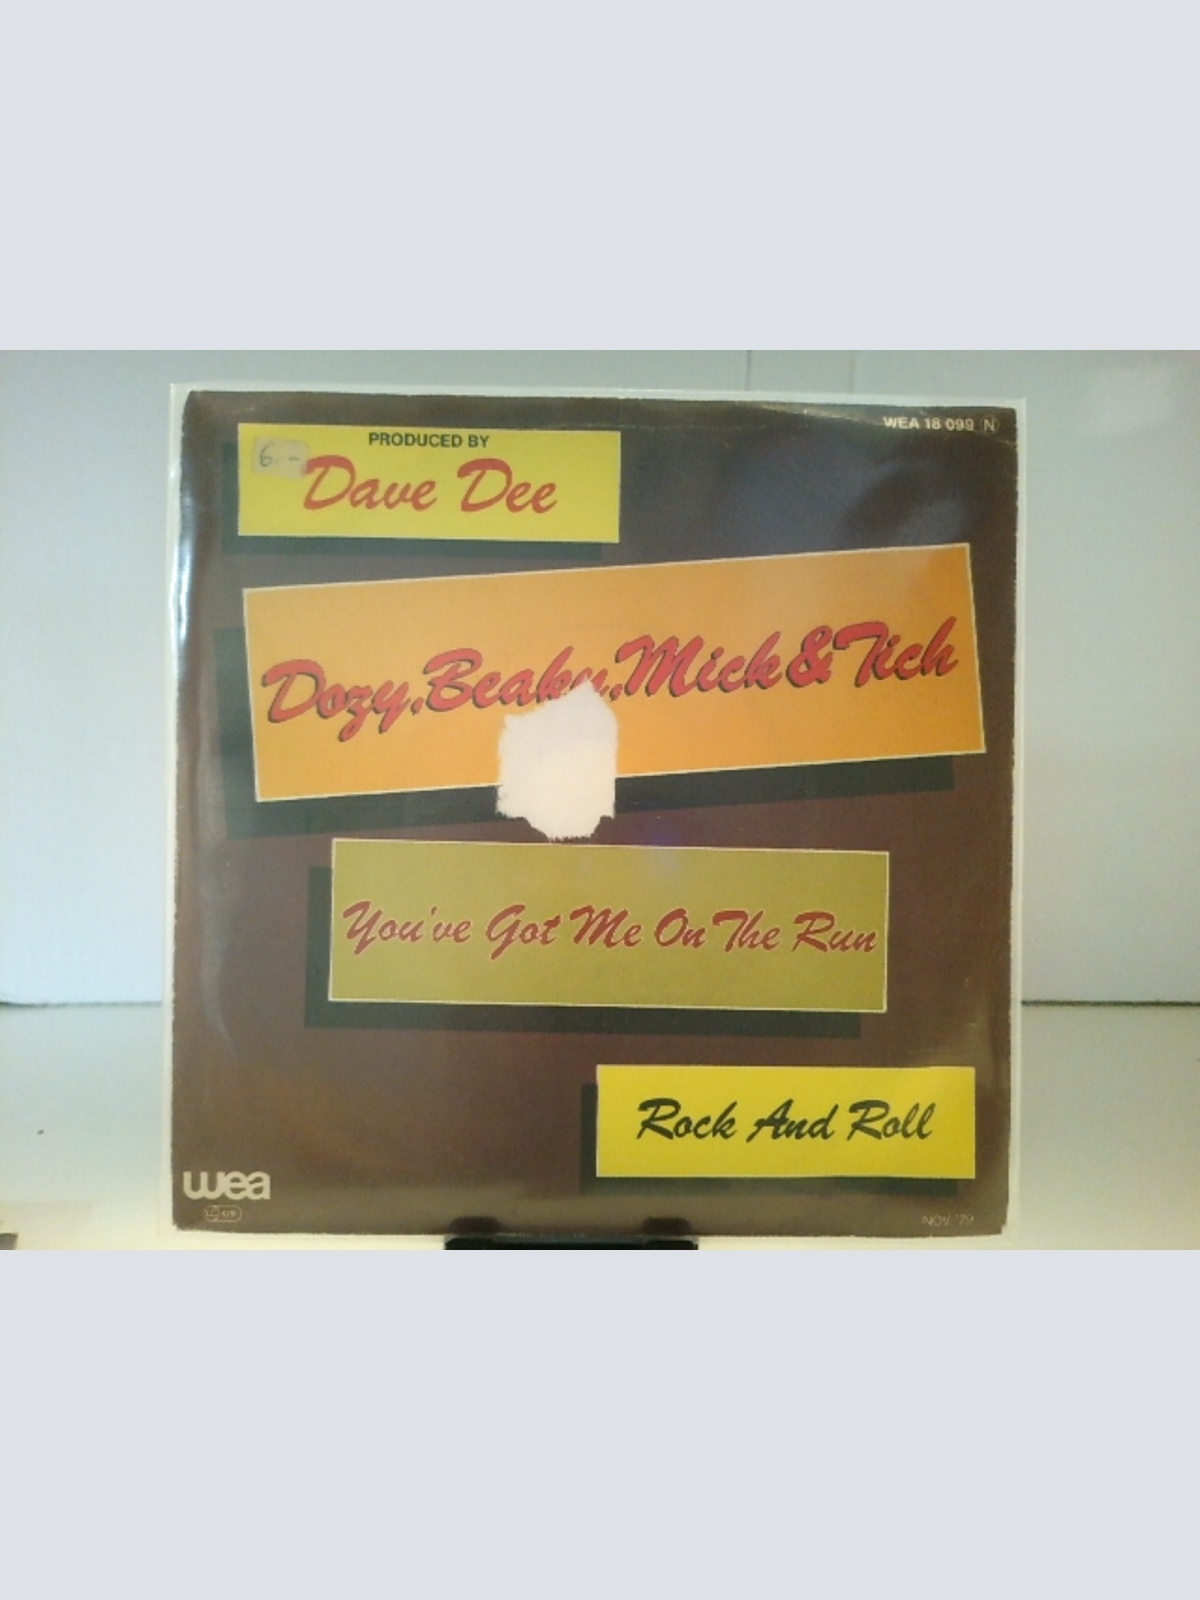 WEA 18 099 N
PRODUCED BY
6.-
Dave Dee
Dozy, Beaky, Mick & Tich
You've Got Me On The Run
Rock And Roll
wea
NOV. '79